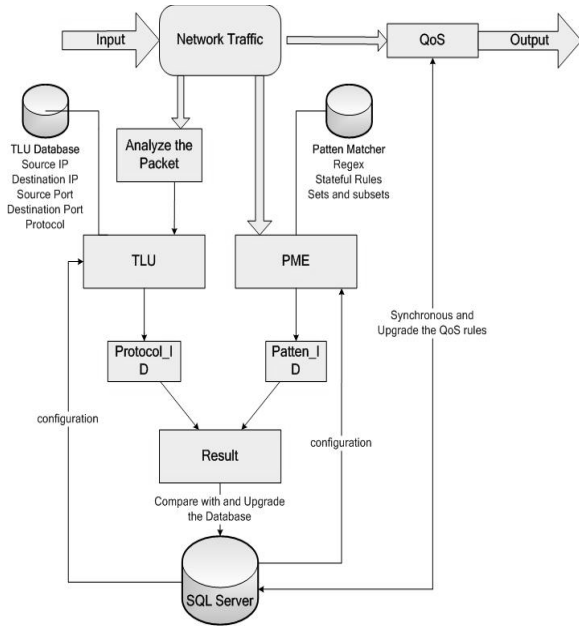 Input
Network Traffic
QoS
Output
TLU Database
Source IP
Destination IP
Source Port
Destination Port
Protocol
Analyze the
Packet
Patten Matcher
Regex
Stateful Rules
Sets and subsets
TLU
PME
Synchronous and
Upgrade the QoS rules
Protocol_I
D
Patten_I
D
configuration
configuration
Result
Compare with and Upgrade
the Database
SQL Server